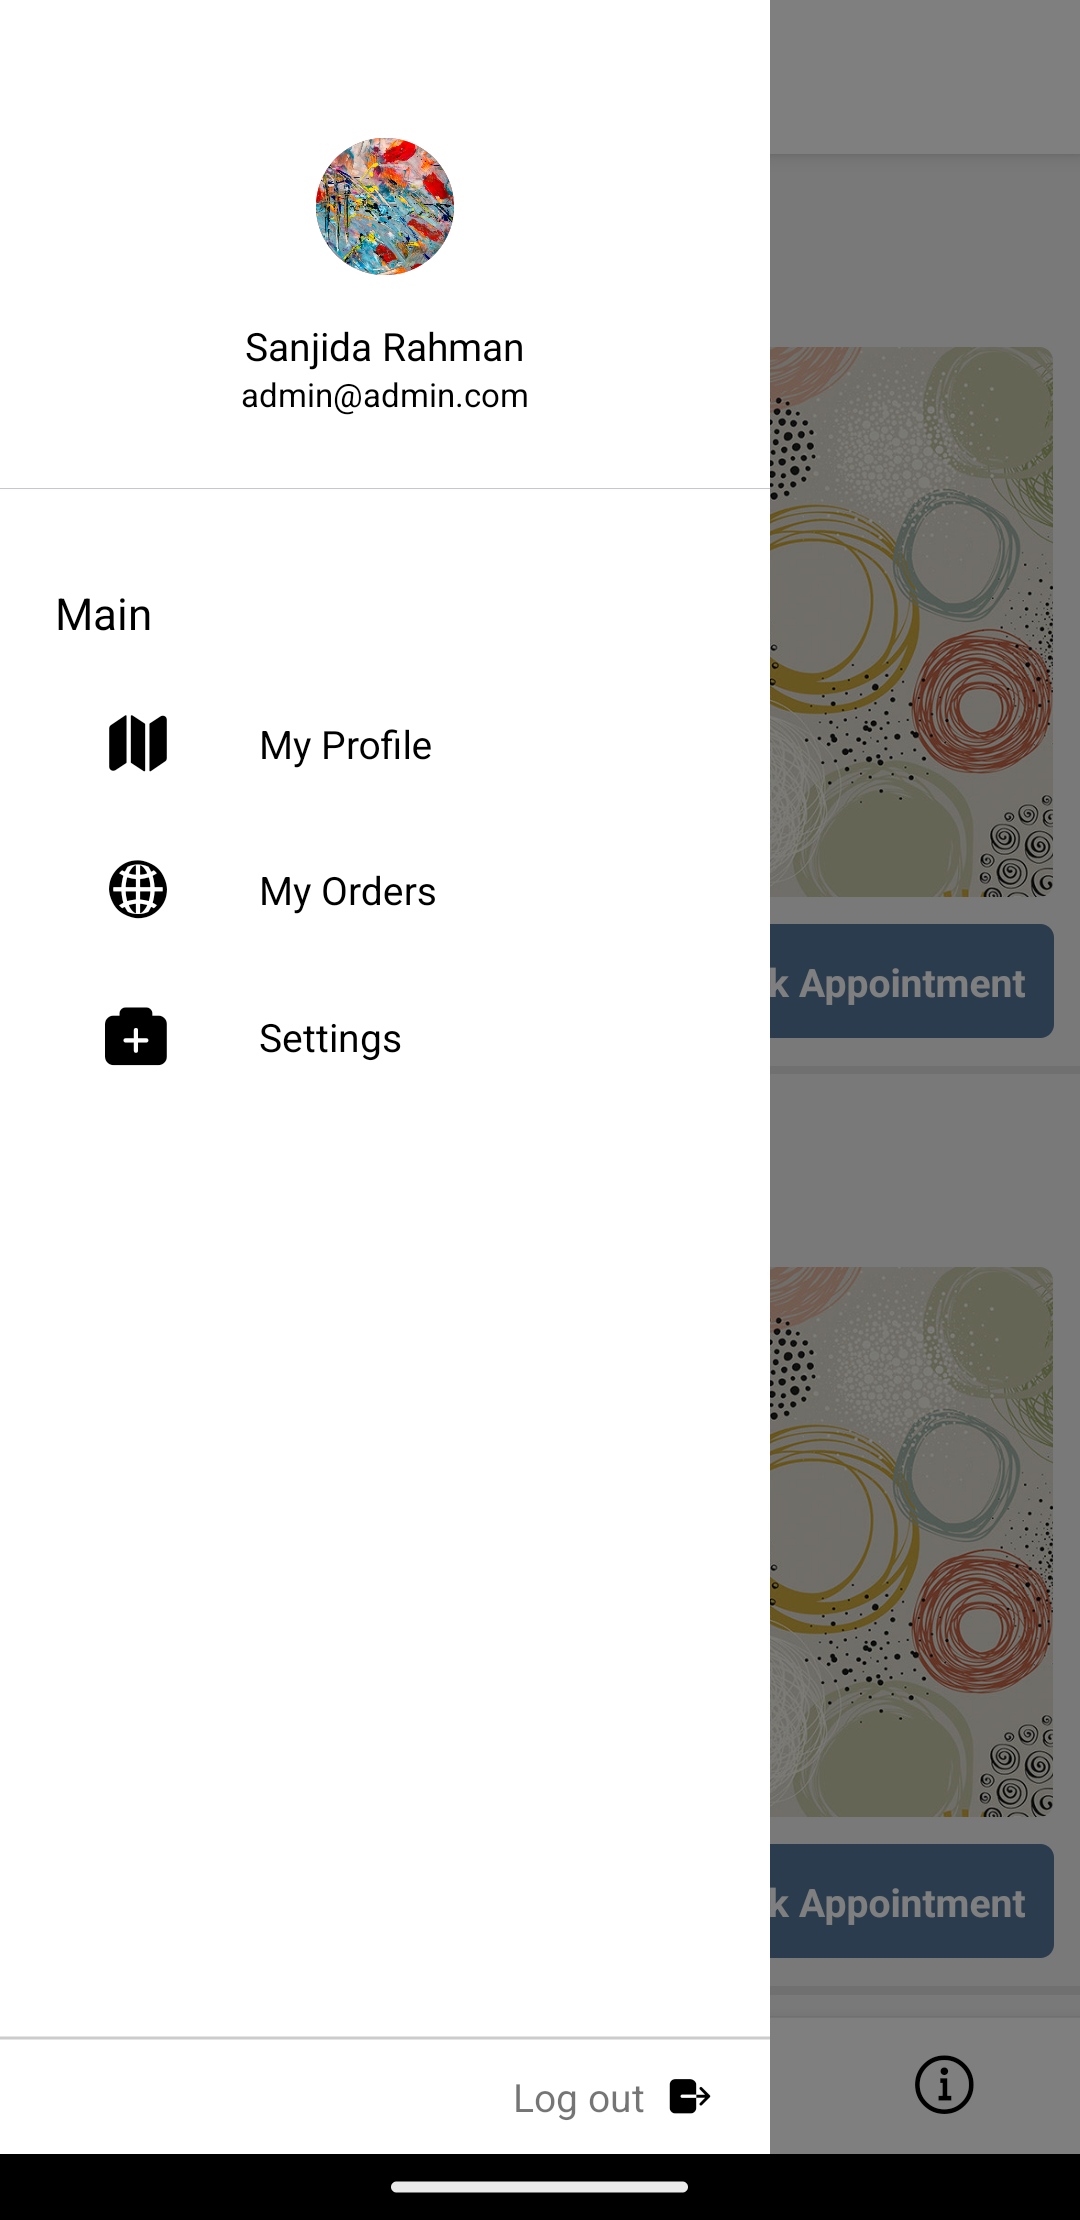 Sanjida Rahman
admin@admin.com
Main
My Profile
My Orders
Settings
k Appointment
k Appointment
Log out